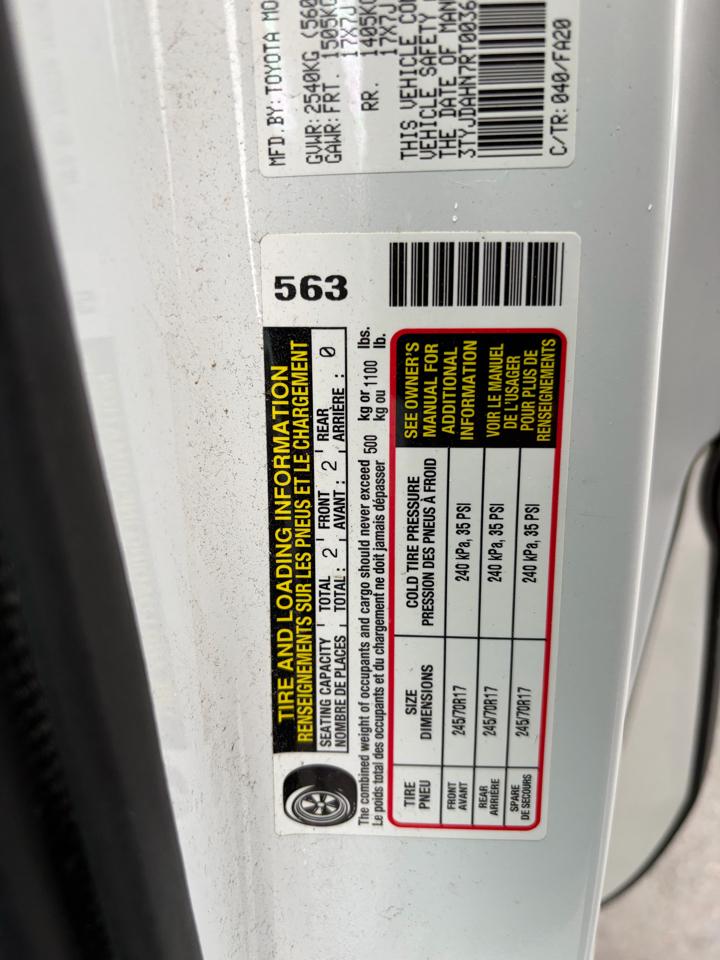 MFD.BY:TOYOTA MO
GVWR:2540KG (560
GAWR:FRT. 1505KG
17X7J
RR. 1405KG
17X7J
THIS VEHICLE CON
VEHICLE SAFETY
THE DATE OF MAN
3TYJDAHN7RT0036
C/TR:040/FA20
563
TIRE AND LOADING INFORMATION
RENSEIGNEMENTS SUR LES PNEUS ET LE CHARGEMENT
SEATING CAPACITY TOTAL 2 FRONT 2 REAR 0
NOMBRE DE PLACES TOTAL: AVANT: ARRIÈRE:
The combined weight of occupants and cargo should never exceed 500 kg or 1100 lbs.
Le poids total des occupants et du chargement ne doit jamais dépasser kg ou lb.
TIRE SIZE COLD TIRE PRESSURE
PNEU DIMENSIONS PRESSION DES PNEUS À FROID
FRONT 245/70R17 240 kPa, 35 PSI
AVANT
REAR 245/70R17 240 kPa, 35 PSI
ARRIÈRE
SPARE 245/70R17 240 kPa, 35 PSI
DE SECOURS
SEE OWNER'S
MANUAL FOR
ADDITIONAL
INFORMATION
VOIR LE MANUEL
DE L'USAGER
POUR PLUS DE
RENSEIGNEMENTS